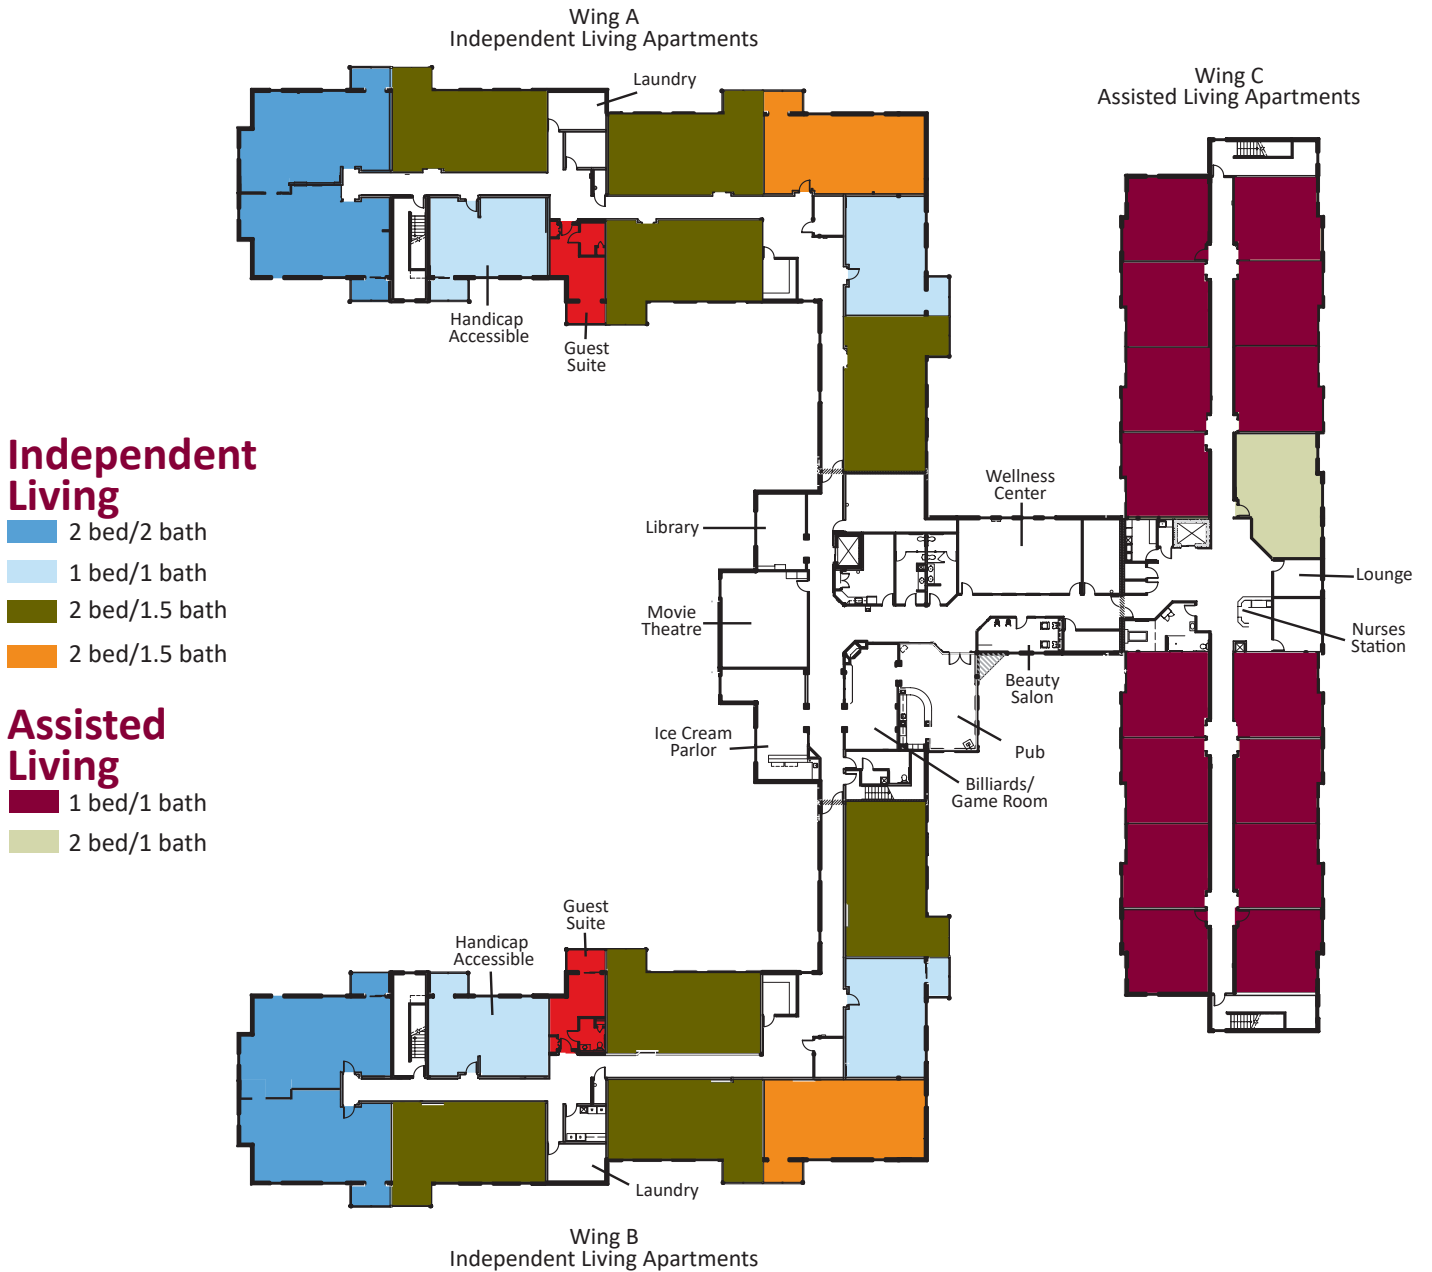 Wing A
Independent Living Apartments
Laundry
Wing C
Assisted Living Apartments
Handicap
Accessible
Guest
Suite
Independent
Living
2 bed/2 bath
1 bed/1 bath
2 bed/1.5 bath
2 bed/1.5 bath
Assisted
Living
1 bed/1 bath
2 bed/1 bath
Wellness
Center
Library
Lounge
Movie
Theatre
Nurses
Station
Beauty
Salon
Ice Cream
Parlor
Pub
Billiards/
Game Room
Guest
Suite
Handicap
Accessible
Laundry
Wing B
Independent Living Apartments